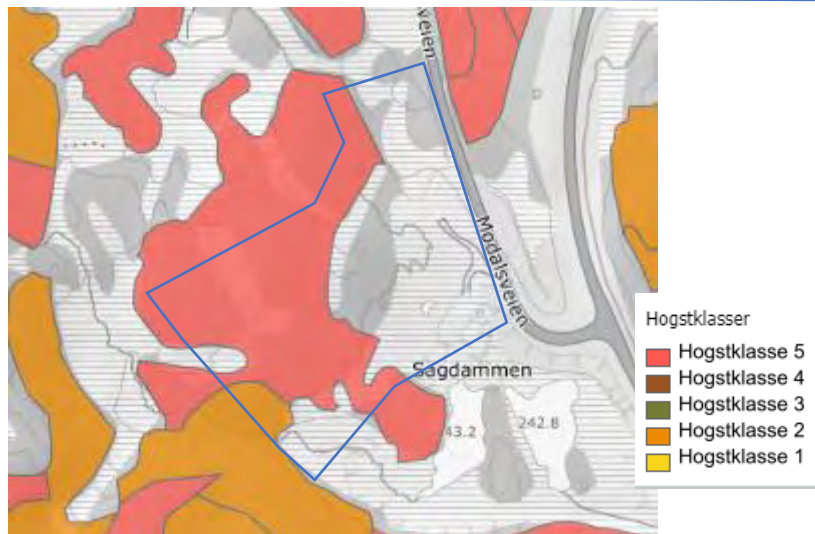 veien
Modalsveien
Sagdammen
43.2
242.8
Hogstklasser
Hogstklasse 5
Hogstklasse 4
Hogstklasse 3
Hogstklasse 2
Hogstklasse 1